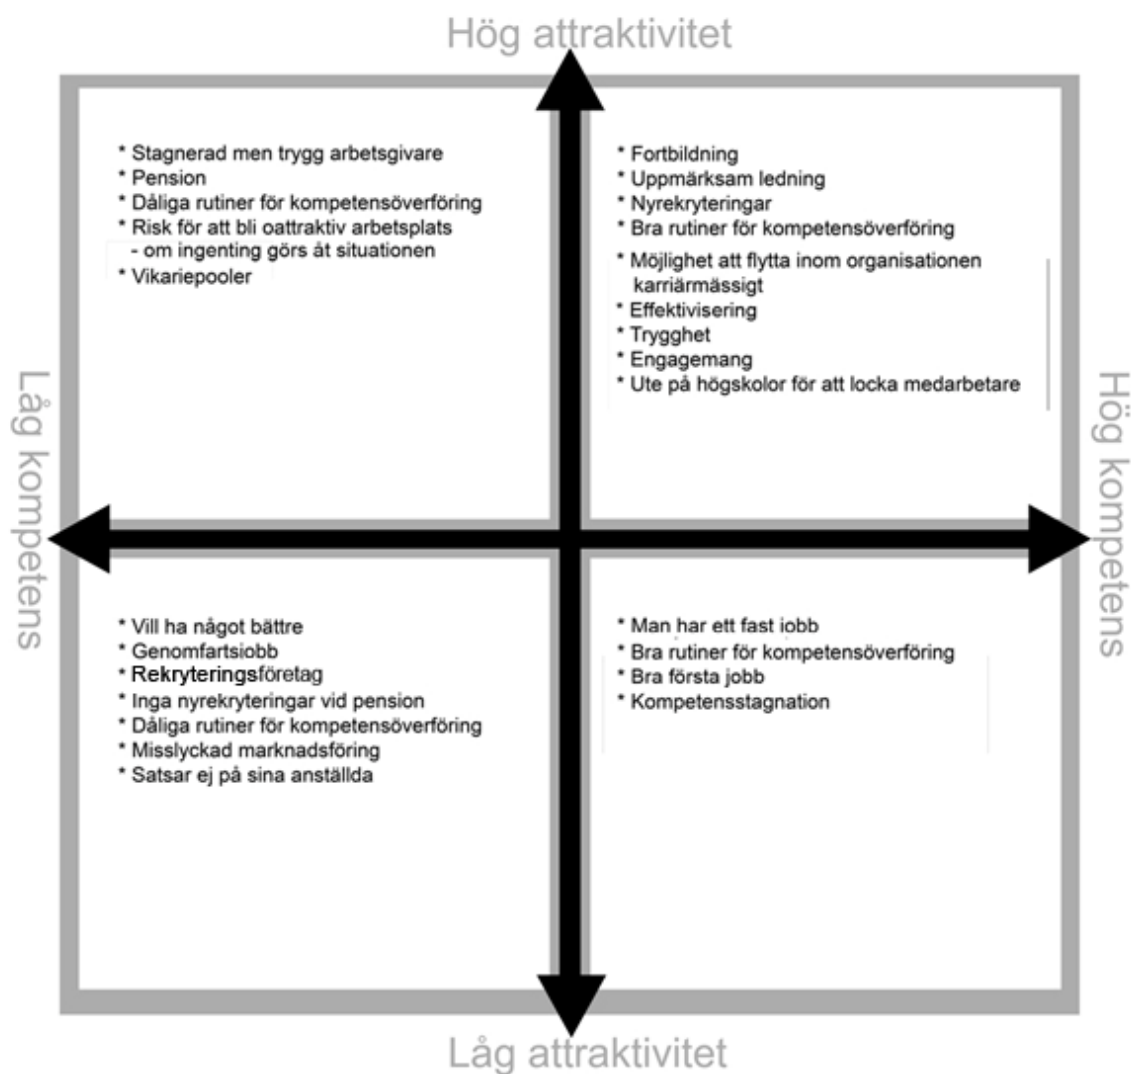 Hög attraktivitet
* Stagnerad men trygg arbetsgivare
* Pension
* Dåliga rutiner för kompetensöverföring
* Risk för att bli oattraktiv arbetsplats
- om ingenting görs åt situationen
* Vikariepooler
* Fortbildning
* Uppmärksam ledning
* Nyrekryteringar
* Bra rutiner för kompetensöverföring
* Möjlighet att flytta inom organisationen
karriärmässigt
* Effektivisering
* Trygghet
* Engagemang
* Ute på högskolor för att locka medarbetare
Låg kompetens
Hög kompetens
* Vill ha något bättre
* Genomfartsiobb
* Rekryteringsföretag
* Inga nyrekryteringar vid pension
* Dåliga rutiner för kompetensöverföring
* Misslyckad marknadsföring
* Satsar ej på sina anställda
* Man har ett fast iobb
* Bra rutiner för kompetensöverföring
* Bra första jobb
* Kompetensstagnation
Låg attraktivitet